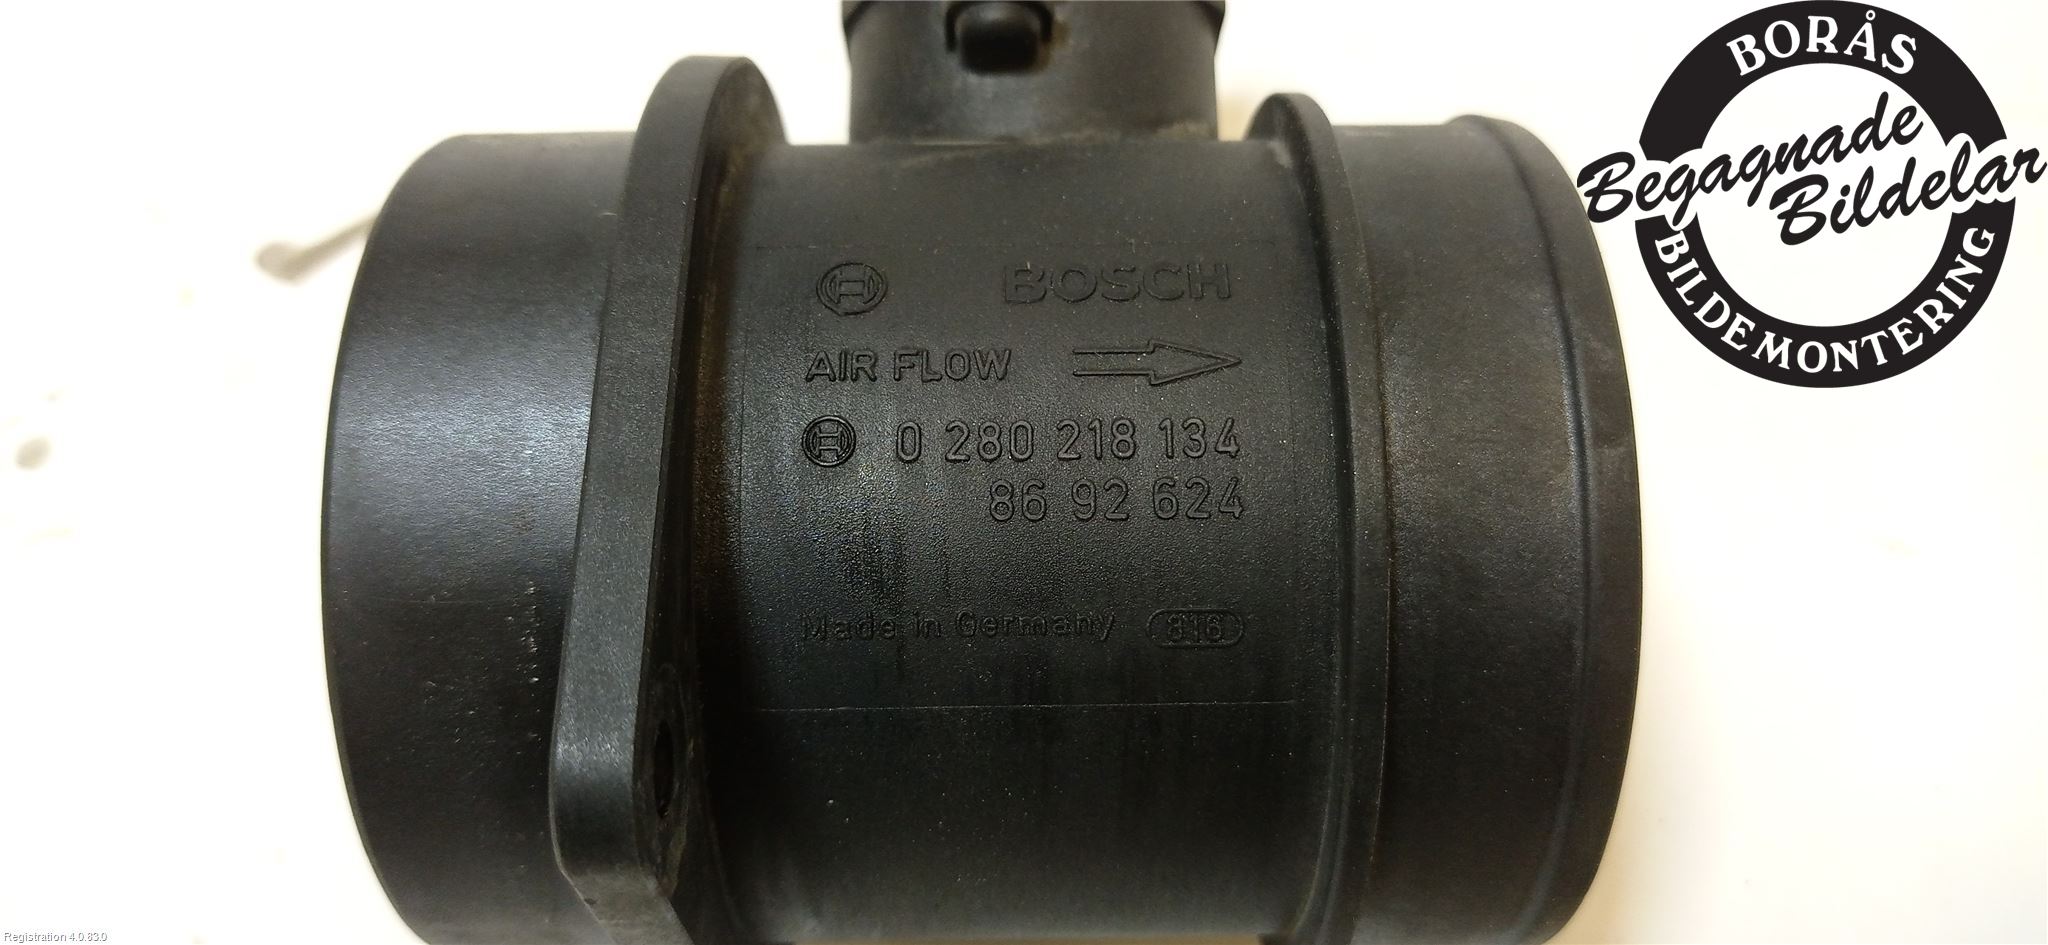 BORÅS
Begagnade
Bildelar
BILDEMONTERING
BOSCH
AIR FLOW
0 280 218 134
86 92 624
Made in Germany 816
Registration 4.0.83.0